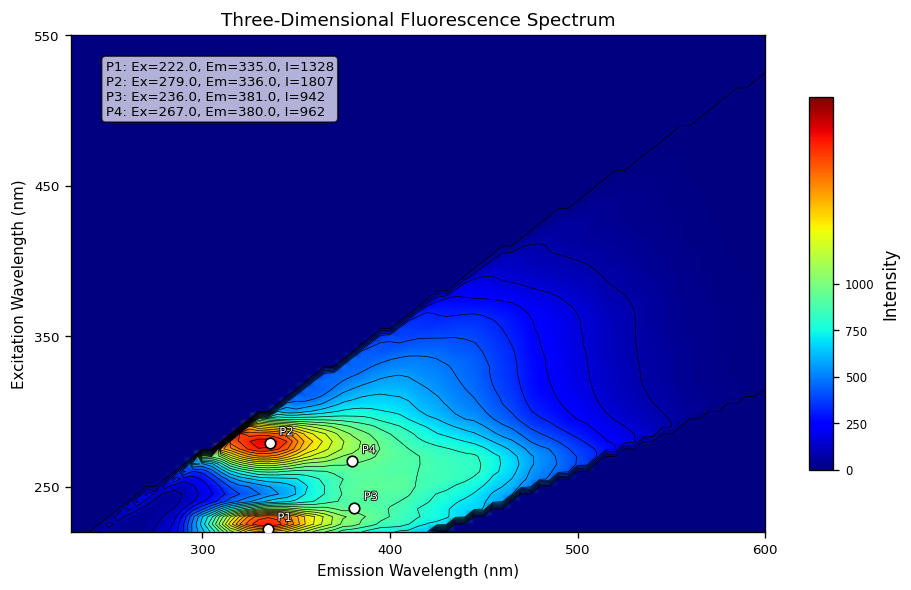 Three-Dimensional Fluorescence Spectrum
550
450
350
250
Excitation Wavelength (nm)
P1: Ex=222.0, Em=335.0, I=1328
P2: Ex=279.0, Em=336.0, I=1807
P3: Ex=236.0, Em=381.0, I=942
P4: Ex=267.0, Em=380.0, I=962
P2
P4
P3
P1
300
400
500
600
Emission Wavelength (nm)
1000
750
500
250
0
Intensity